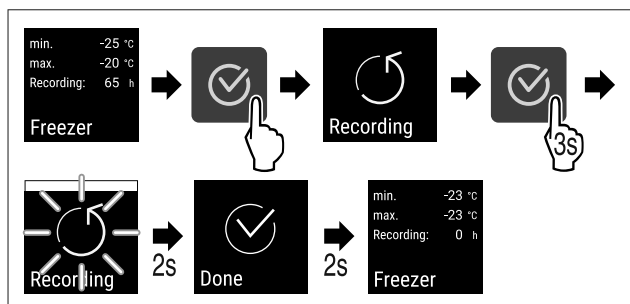 min. -25 °C
max. -20 °C
Recording: 65 h
Freezer
Recording
3s
Recording
2s
Done
2s
min. -23 °C
max. -23 °C
Recording: 0 h
Freezer